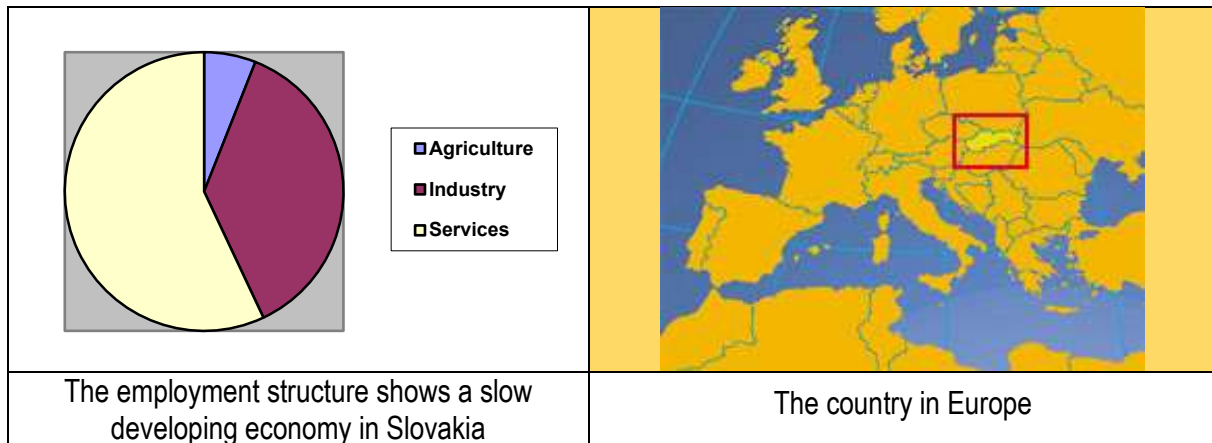 Agriculture
Industry
Services
The employment structure shows a slow
developing economy in Slovakia
The country in Europe